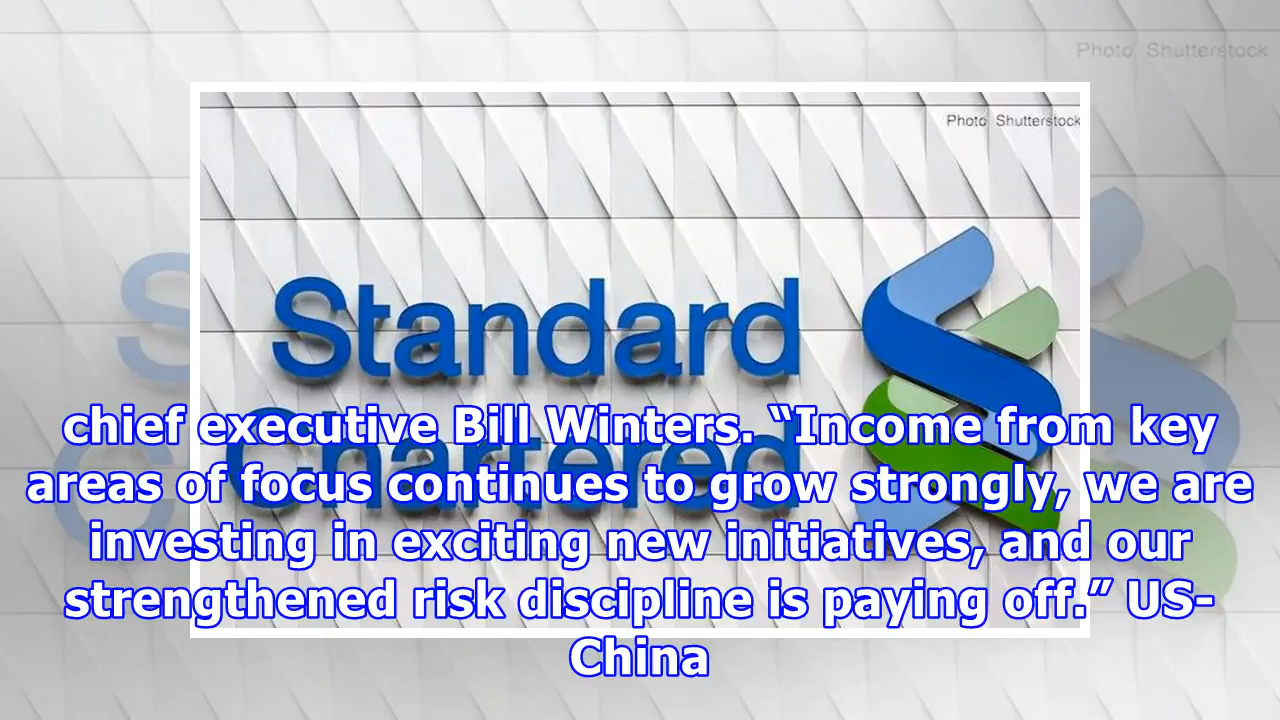 Photo Shutterstock
Photo Shutterstock
Standard
Chartered
chief executive Bill Winters. “Income from key
areas of focus continues to grow strongly, we are
investing in exciting new initiatives, and our
strengthened risk discipline is paying off.” US-
China